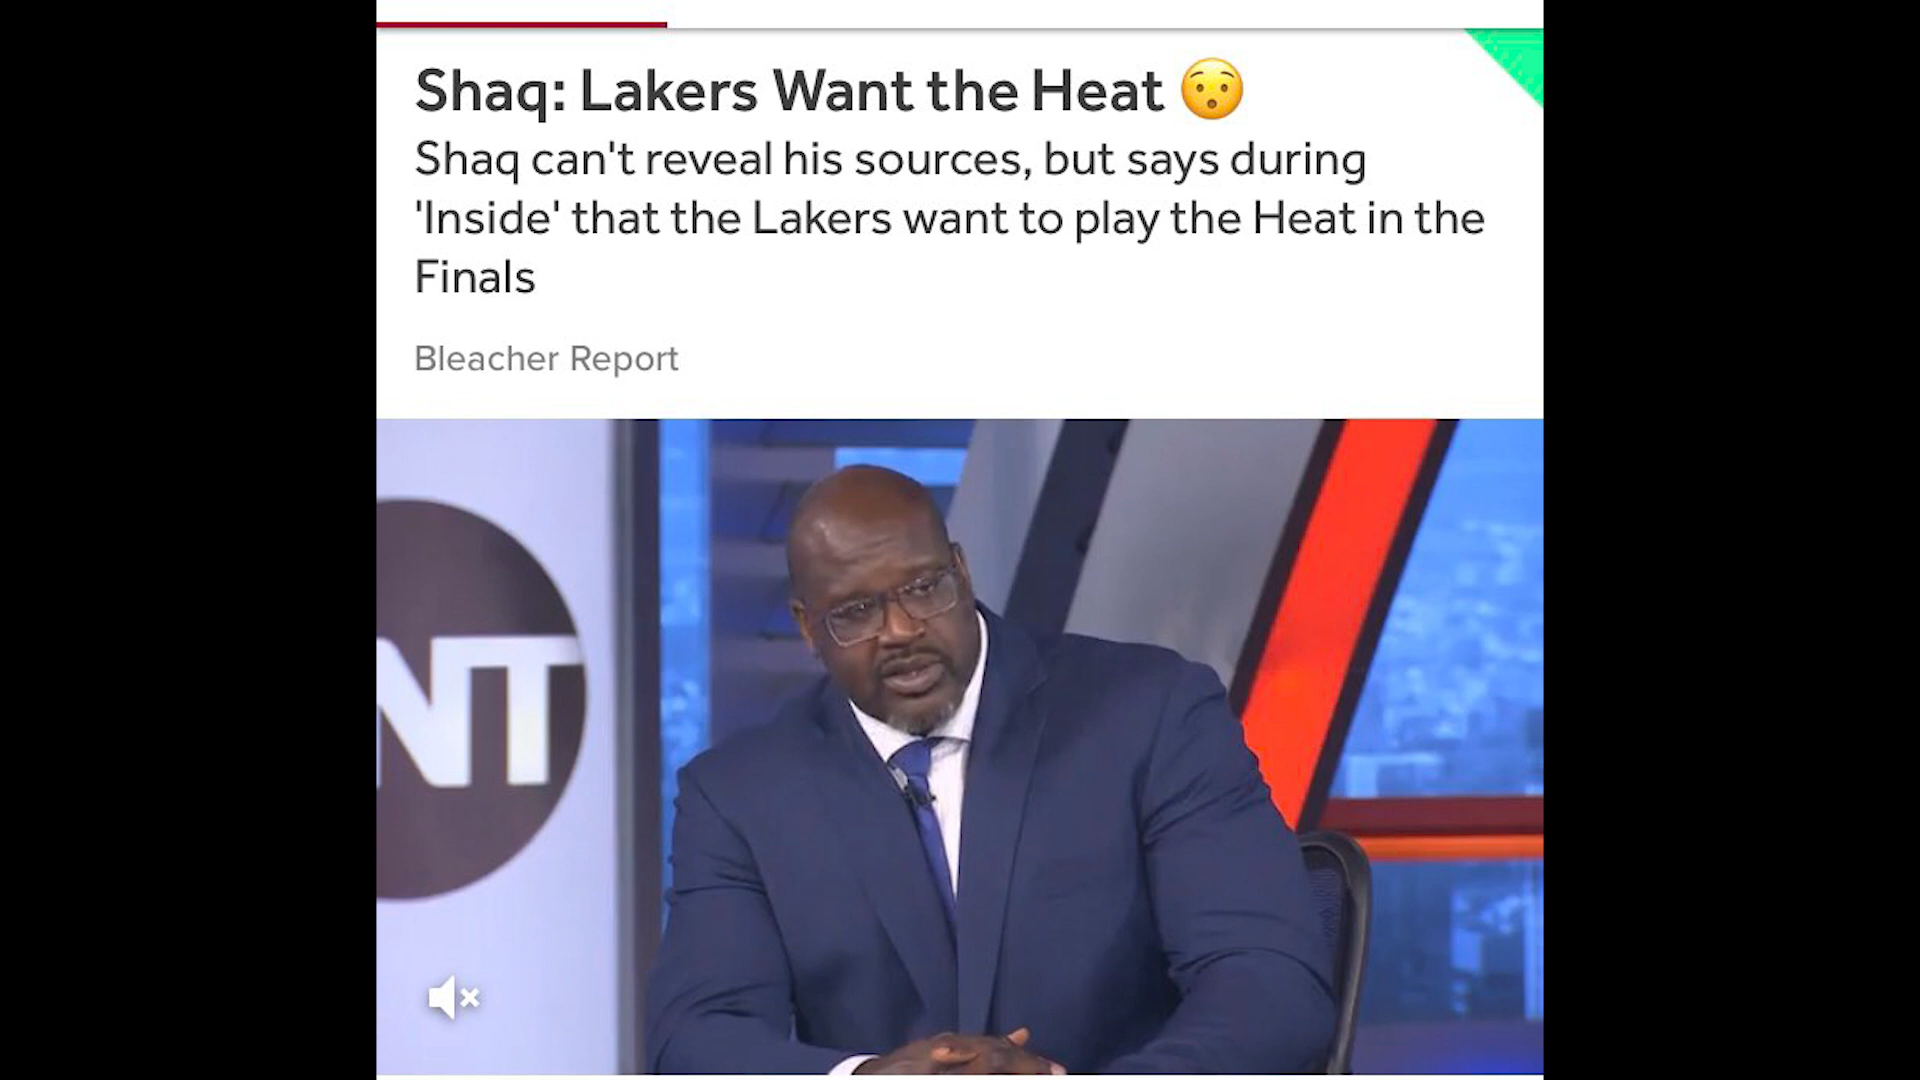 Shaq: Lakers Want the Heat 😯
Shaq can't reveal his sources, but says during
'Inside' that the Lakers want to play the Heat in the
Finals
Bleacher Report
NT